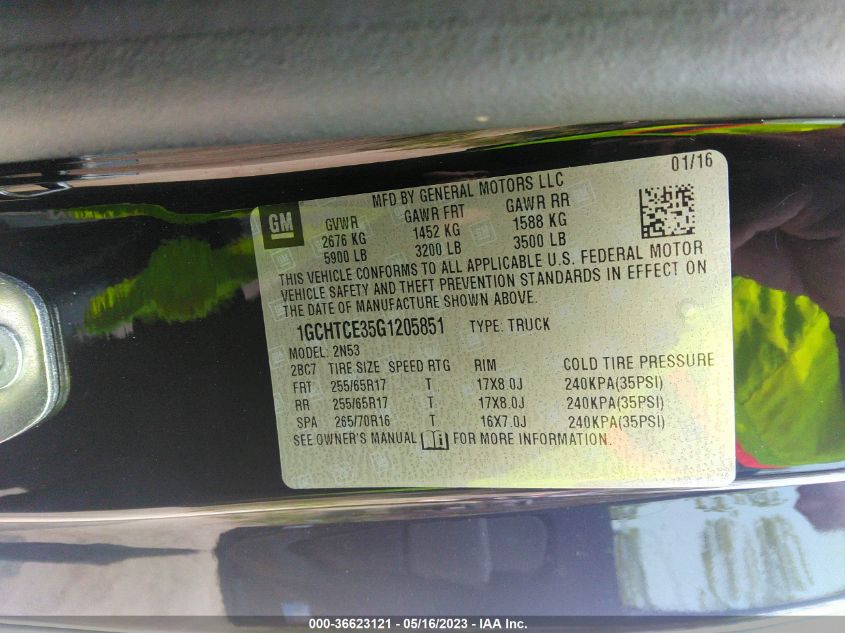 01/16
MFD BY GENERAL MOTORS LLC
GM
GVWR GAWR FRT GAWR RR
2676 KG 1452 KG 1588 KG
5900 LB 3200 LB 3500 LB
THIS VEHICLE CONFORMS TO ALL APPLICABLE U.S. FEDERAL MOTOR
VEHICLE SAFETY AND THEFT PREVENTION STANDARDS IN EFFECT ON
THE DATE OF MANUFACTURE SHOWN ABOVE.
1GCHTCE35G1205851 TYPE: TRUCK
MODEL: 2N53
2BC7 TIRE SIZE SPEED RTG RIM COLD TIRE PRESSURE
FRT 255/65R17 T 17X8.0J 240KPA(35PSI)
RR 255/65R17 T 17X8.0J 240KPA(35PSI)
SPA 265/70R16 T 16X7.0J 240KPA(35PSI)
SEE OWNER'S MANUAL FOR MORE INFORMATION.
000-36623121 - 05/16/2023 - IAA Inc.